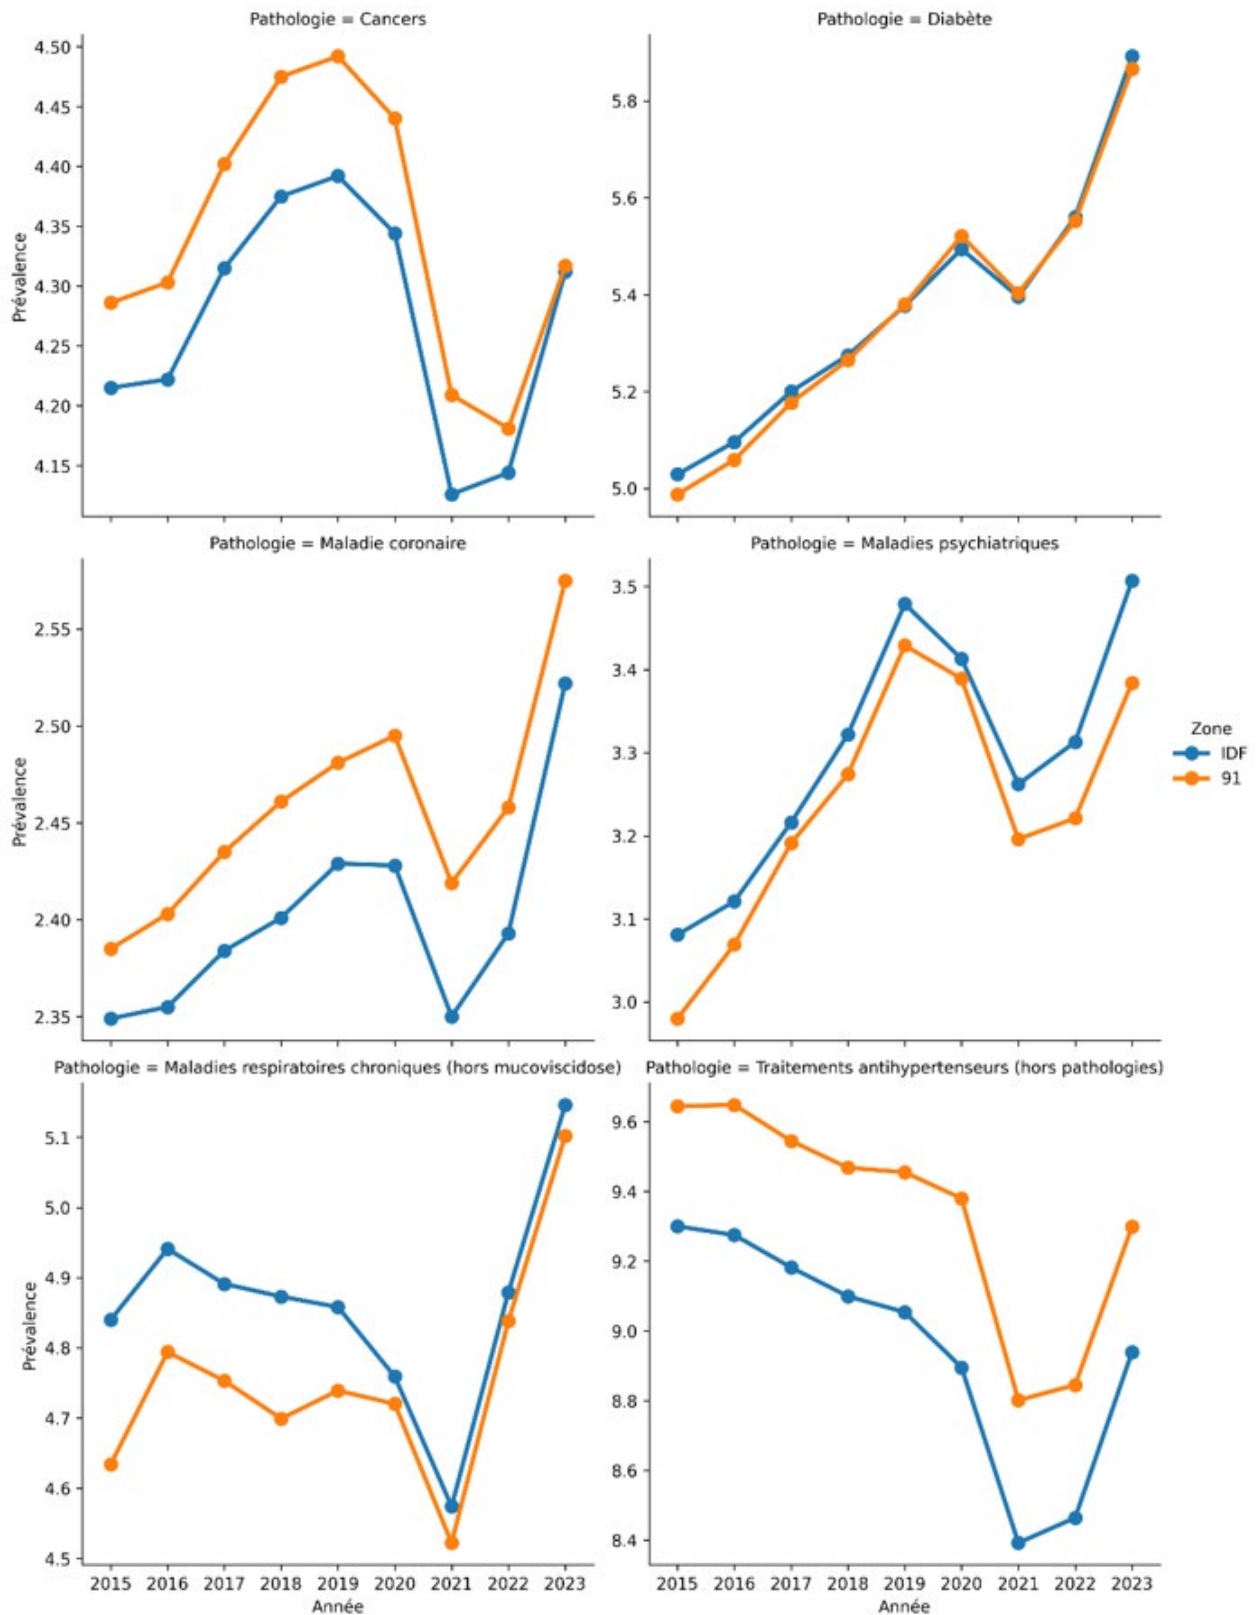 Pathologie = Cancers
Pathologie = Diabète
4.50
4.45
4.40
4.35
4.30
4.25
4.20
4.15
Prévalence
5.8
5.6
5.4
5.2
5.0
Pathologie = Maladie coronaire
Pathologie = Maladies psychiatriques
2.55
2.50
2.45
2.40
2.35
Prévalence
3.5
3.4
3.3
3.2
3.1
3.0
Zone
IDF
91
Pathologie = Maladies respiratoires chroniques (hors mucoviscidose)
Pathologie = Traitements antihypertenseurs (hors pathologies)
5.1
5.0
4.9
4.8
4.7
4.6
4.5
Prévalence
2015 2016 2017 2018 2019 2020 2021 2022 2023
Année
9.6
9.4
9.2
9.0
8.8
8.6
8.4
2015 2016 2017 2018 2019 2020 2021 2022 2023
Année